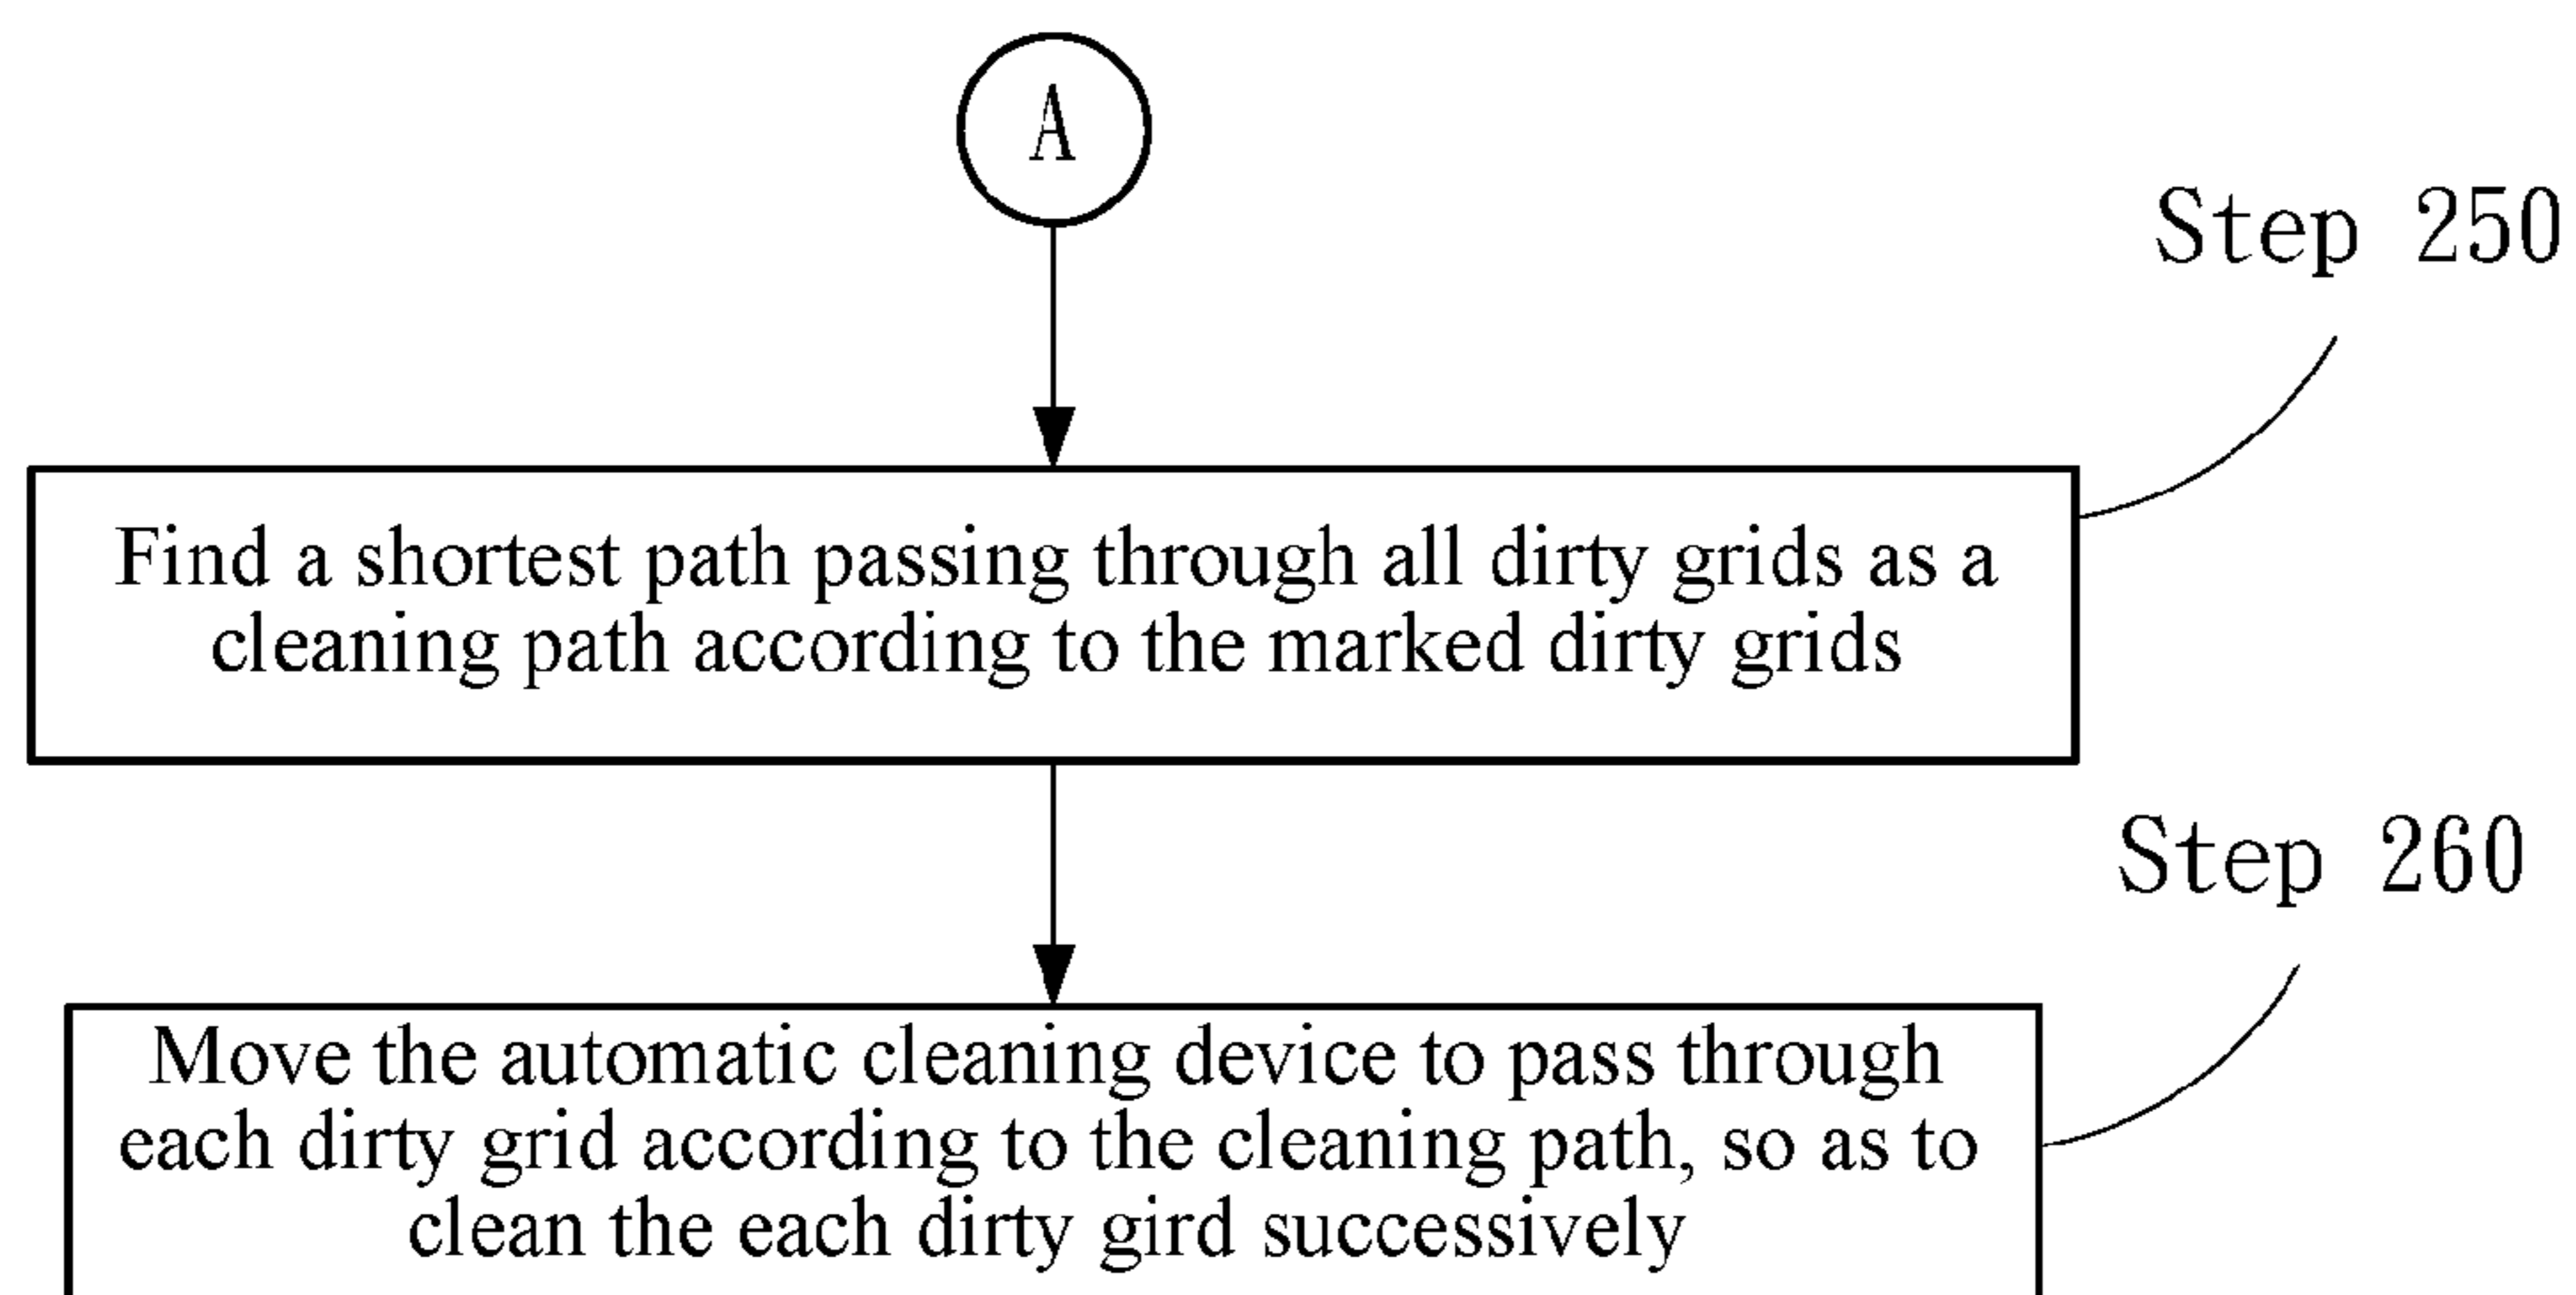 A
Step 250
Find a shortest path passing through all dirty grids as a
cleaning path according to the marked dirty grids
Step 260
Move the automatic cleaning device to pass through
each dirty grid according to the cleaning path, so as to
clean the each dirty gird successively